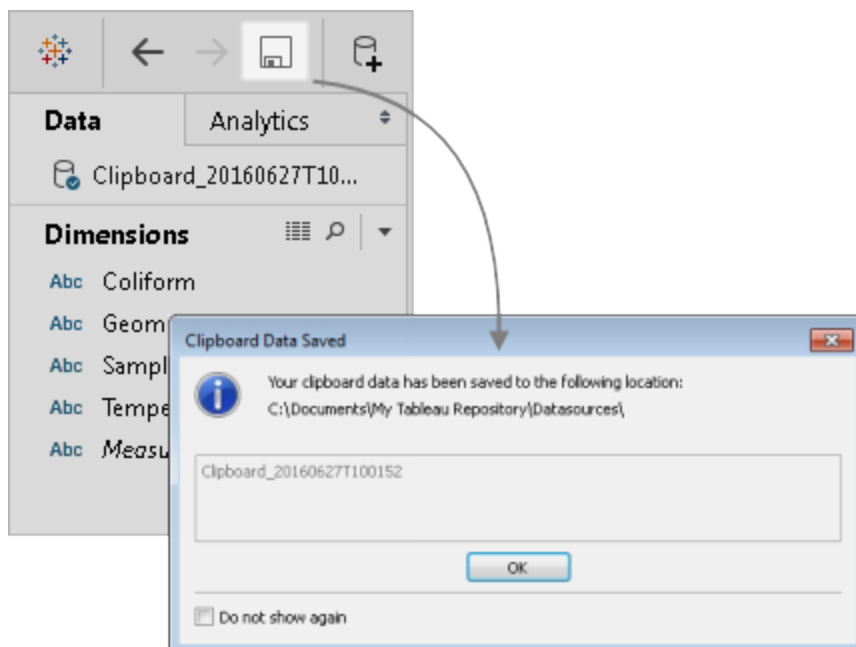 Data
Analytics
Clipboard_20160627T10...
Dimensions
Abc Coliform
Abc Geom
Abc Sampl
Abc Tempe
Abc Measu
Clipboard Data Saved
Your clipboard data has been saved to the following location:
C:\Documents\My Tableau Repository\Datasources\
Clipboard_20160627T100152
OK
Do not show again